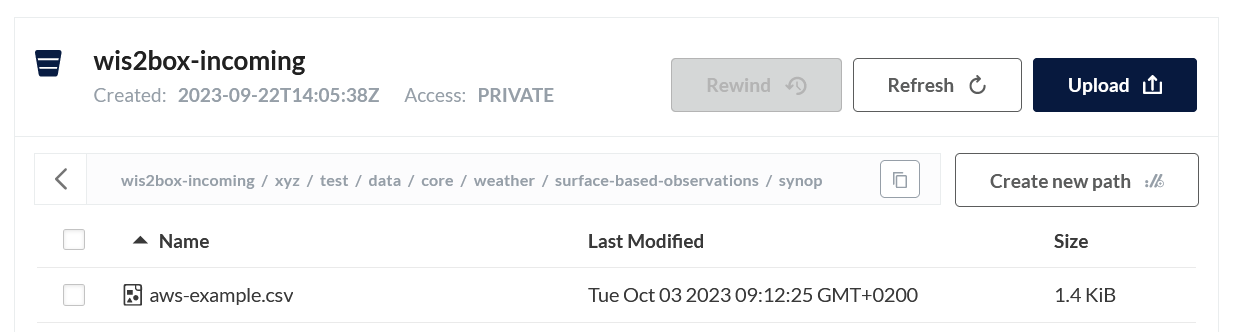 wis2box-incoming
Created: 2023-09-22T14:05:38Z Access: PRIVATE
Rewind
Refresh
Upload
wis2box-incoming / xyz / test / data / core / weather / surface-based-observations / synop
Create new path
Name Last Modified Size
aws-example.csv Tue Oct 03 2023 09:12:25 GMT+0200 1.4 KiB